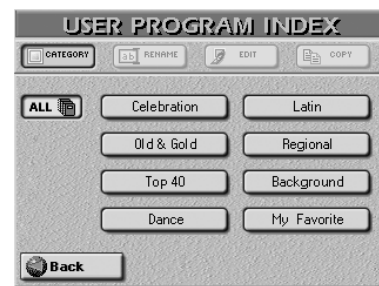 USER PROGRAM INDEX
CATEGORY RENAME EDIT COPY
ALL Celebration Latin
Old & Gold Regional
Top 40 Background
Dance My Favorite
Back